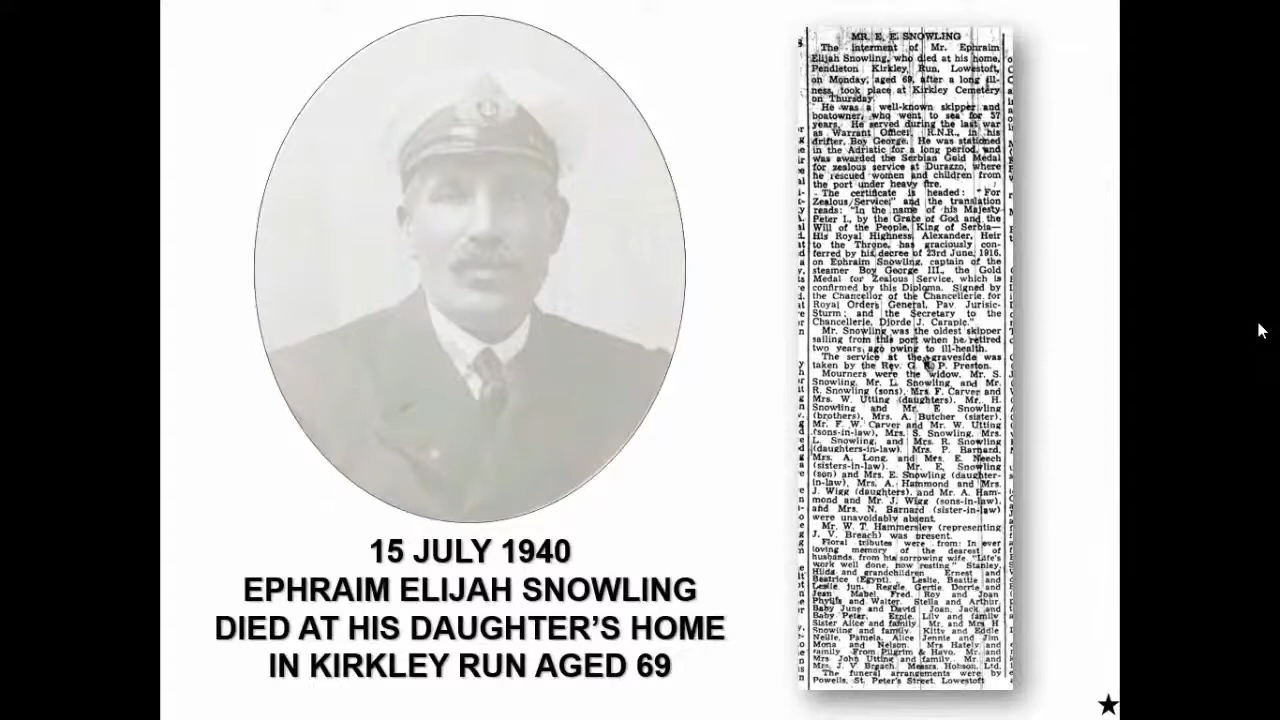 15 JULY 1940
EPHRAIM ELIJAH SNOWLING
DIED AT HIS DAUGHTER’S HOME
IN KIRKLEY RUN AGED 69
MR. E. E. SNOWLING
The interment of Mr. Ephraim
Elijah Snowling, who died at his home,
Pendleton Kirkley, Run, Lowestoft,
on Monday, aged 69, after a long ill-
ness, took place at Kirkley Cemetery
on Thursday.
He was a well-known skipper and
boatowner, who went to sea for 57
years. He served during the last war
as Warrant Officer, R.N.R., in his
drifter, Boy George. He was stationed
in the Adriatic for a long period, and
was awarded the Serbian Gold Medal
for zealous service at Durazzo, where
he rescued women and children from
the port under heavy fire.
The certificate is headed: "For
Zealous Service," and the translation
reads: "In the name of his Majesty
Peter I., by the Grace of God and the
Will of the People, King of Serbia—
His Royal Highness, Alexander, Heir
to the Throne, has graciously con-
ferred by his decree of 23rd June, 1916,
on Ephraim Snowling, captain of the
steamer Boy George III., the Gold
Medal for Zealous Service, which is
confirmed by this Diploma. Signed by
the Chancellor of the Chancellerie, for
Royal Orders, General, Pav Jurisic-
Sturm; and the Secretary to the
Chancellerie, Djorde J. Carapic."
Mr. Snowling was the oldest skipper
sailing from this port when he retired
two years ago owing to ill-health.
The service at the graveside was
taken by the Rev. G. P. Preston.
Mourners were the widow, Mr. S.
Snowling, Mr. L. Snowling, and Mr.
R. Snowling (sons), Mrs. F. Carver and
Mrs. W. Utting (daughters), Mr. H.
Snowling and Mr. E Snowling
(brothers), Mrs. A. Butcher (sister),
Mr. F. W. Carver and Mr. W. Utting
(sons-in-law), Mrs. S. Snowling, Mrs.
L. Snowling, and Mrs. R. Snowling
(daughters-in-law), Mrs. P. Barnard,
Mrs. A. Long, and Mrs. E. Neech
(sisters-in-law). Mr. E. Snowling
(son) and Mrs. E. Snowling (daughter-
in-law), Mrs. A. Hammond and Mrs.
J. Wigg (daughters), and Mr. A. Ham-
mond and Mr. J. Wigg (sons-in-law),
and Mrs. N. Barnard (sister-in-law)
were unavoidably absent.
Mr. W. T. Hammersley (representing
J. V. Breach) was present.
Floral tributes were from: In ever
loving memory of the dearest of
husbands, from his sorrowing wife, "Life's
work well done, now resting" Stanley,
Hilda and grandchildren Ernest and
Beatrice (Egypt), Leslie, Beattie and
Leslie jun. Reggie, Gertie, Dorrie and
Jean Mabel, Fred, Roy and Joan
Phyllis and Walter, Stella and Arthur,
Baby June and David Joan, Jack and
Baby Peter, Ernie, Lily and family
Sister Alice and family Mr. and Mrs H
Snowling and family Kitty and Eddie
Nellie, Pamela, Alice Jennie and Jim
Mona and Nelson. Mrs Hately and
family From Pilgrim & Havo, Mr. and
Mrs John Utting and family, Mr. and
Mrs. J. V Breach Messrs. Hobson, Ltd.
The funeral arrangements were by
Powells, St. Peter's Street, Lowestoft